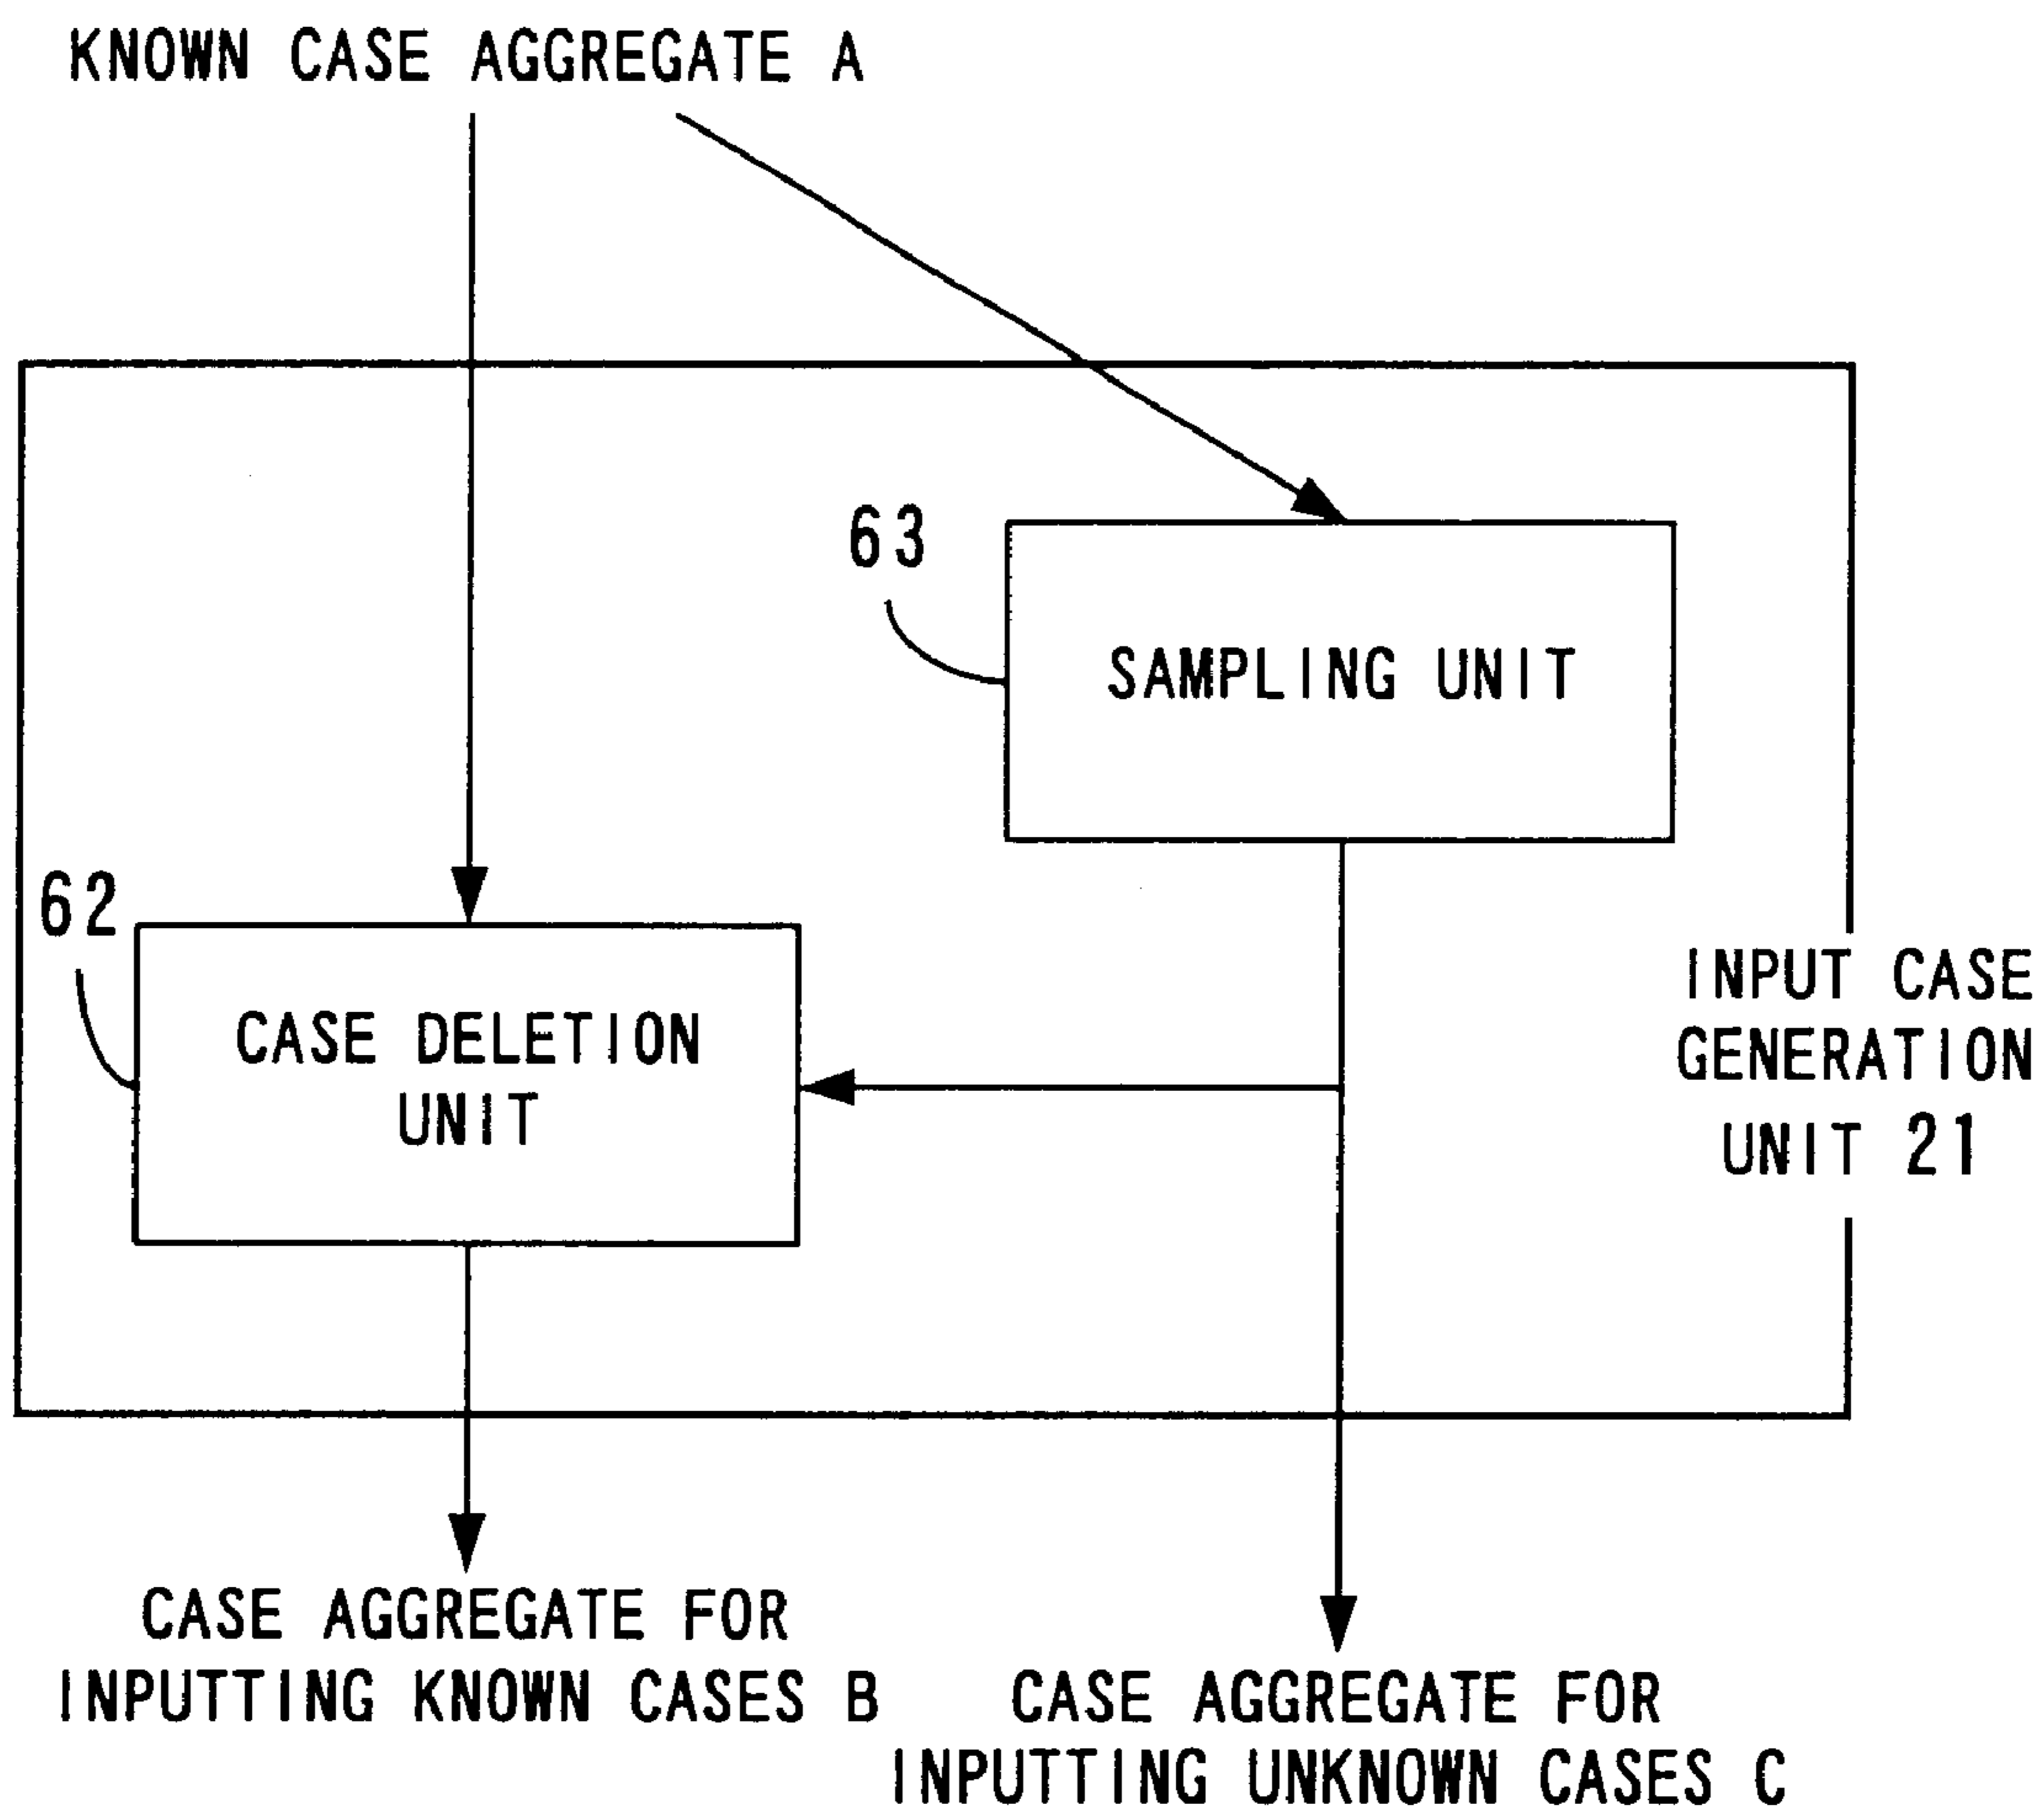 KNOWN CASE AGGREGATE A
63
SAMPLING UNIT
62
CASE DELETION
UNIT
INPUT CASE
GENERATION
UNIT 21
CASE AGGREGATE FOR
INPUTTING KNOWN CASES B
CASE AGGREGATE FOR
INPUTTING UNKNOWN CASES C